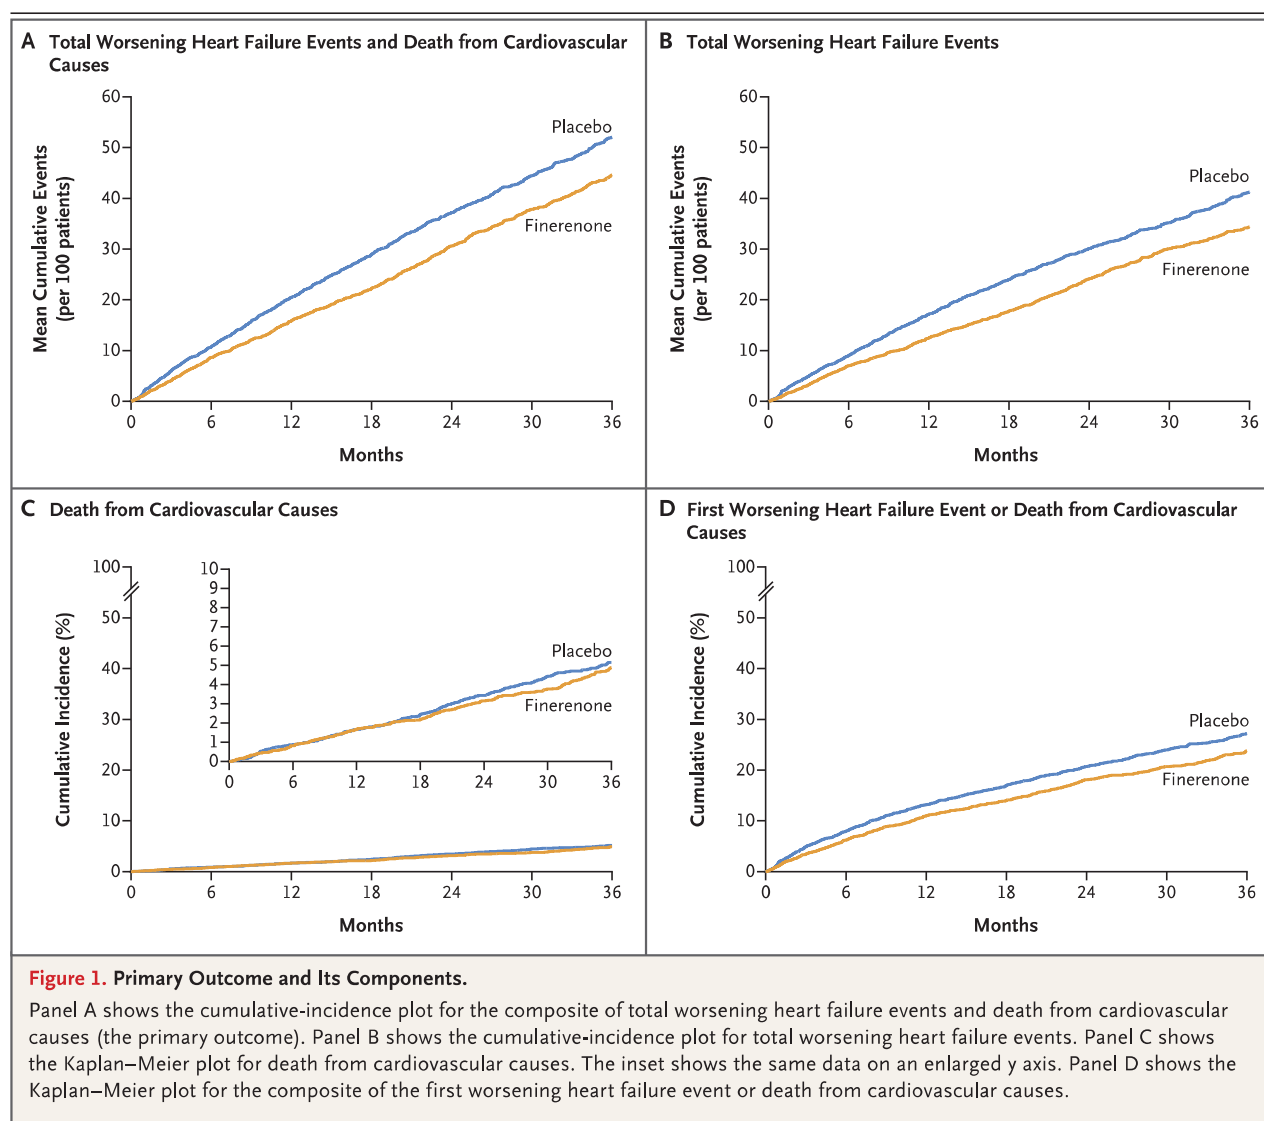 A Total Worsening Heart Failure Events and Death from Cardiovascular
Causes
Mean Cumulative Events
(per 100 patients)
60
50
40
30
20
10
0
Placebo
Finerenone
0 6 12 18 24 30 36
Months
B Total Worsening Heart Failure Events
Mean Cumulative Events
(per 100 patients)
60
50
40
30
20
10
0
Placebo
Finerenone
0 6 12 18 24 30 36
Months
C Death from Cardiovascular Causes
Cumulative Incidence (%)
100
50
40
30
20
10
0
10
9
8
7
6
5
4
3
2
1
0
Placebo
Finerenone
0 6 12 18 24 30 36
0 6 12 18 24 30 36
Months
D First Worsening Heart Failure Event or Death from Cardiovascular
Causes
Cumulative Incidence (%)
100
50
40
30
20
10
0
Placebo
Finerenone
0 6 12 18 24 30 36
Months
Figure 1. Primary Outcome and Its Components.
Panel A shows the cumulative-incidence plot for the composite of total worsening heart failure events and death from cardiovascular
causes (the primary outcome). Panel B shows the cumulative-incidence plot for total worsening heart failure events. Panel C shows
the Kaplan–Meier plot for death from cardiovascular causes. The inset shows the same data on an enlarged y axis. Panel D shows the
Kaplan–Meier plot for the composite of the first worsening heart failure event or death from cardiovascular causes.